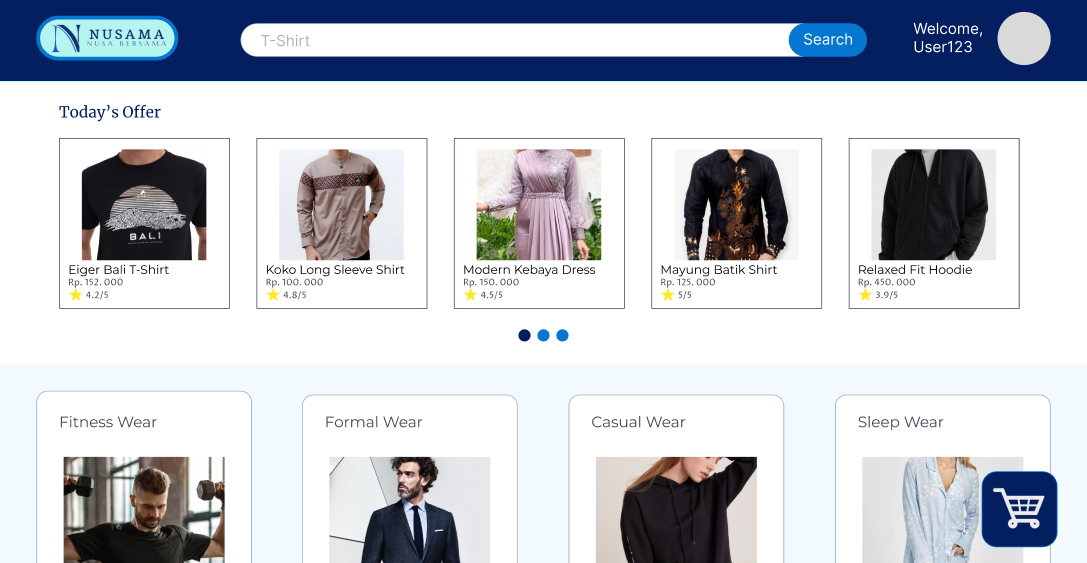 NUSAMA
NUSA BERSAMA
T-Shirt
Search
Welcome,
User123
Today’s Offer
BALI
Eiger Bali T-Shirt
Rp. 152. 000
4.2/5
Koko Long Sleeve Shirt
Rp. 100. 000
4.8/5
Modern Kebaya Dress
Rp. 150. 000
4.5/5
Mayung Batik Shirt
Rp. 125. 000
5/5
Relaxed Fit Hoodie
Rp. 450. 000
3.9/5
Fitness Wear
Formal Wear
Casual Wear
Sleep Wear